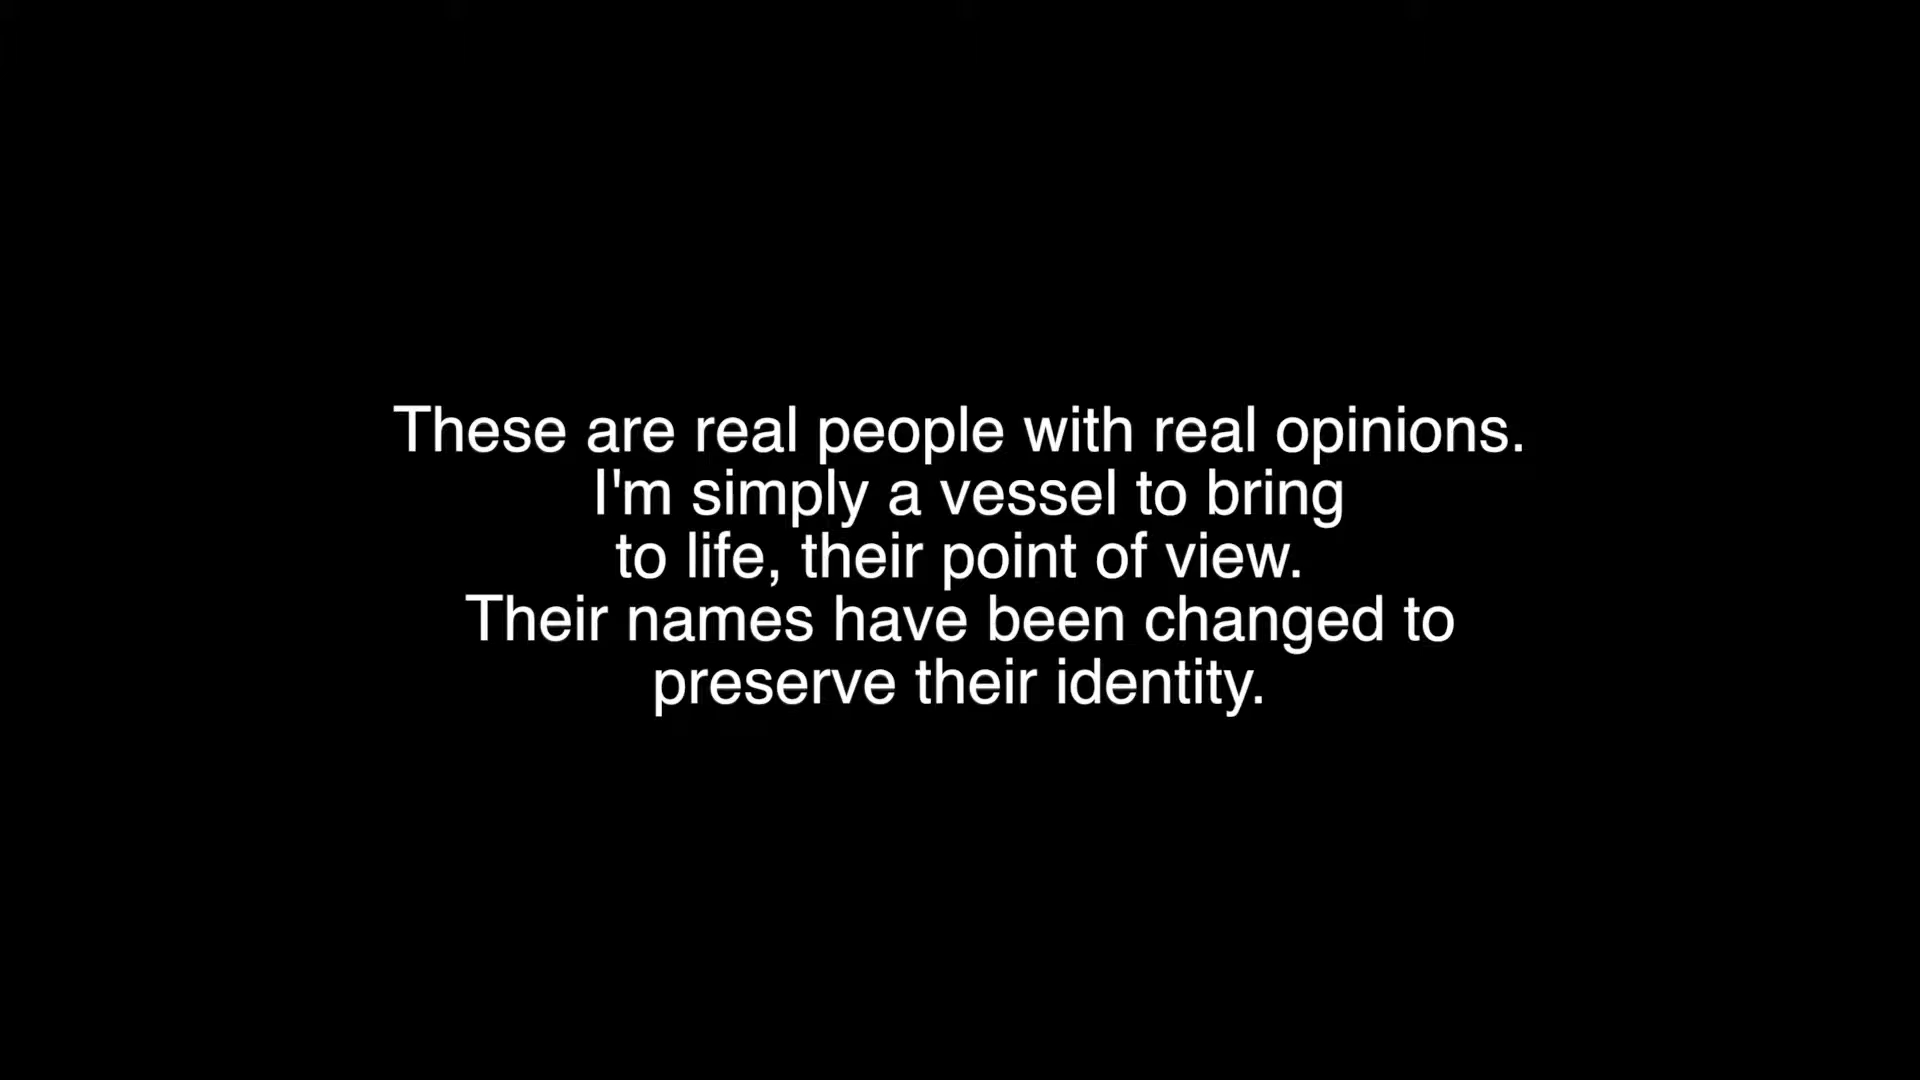 These are real people with real opinions.
I'm simply a vessel to bring
to life, their point of view.
Their names have been changed to
preserve their identity.